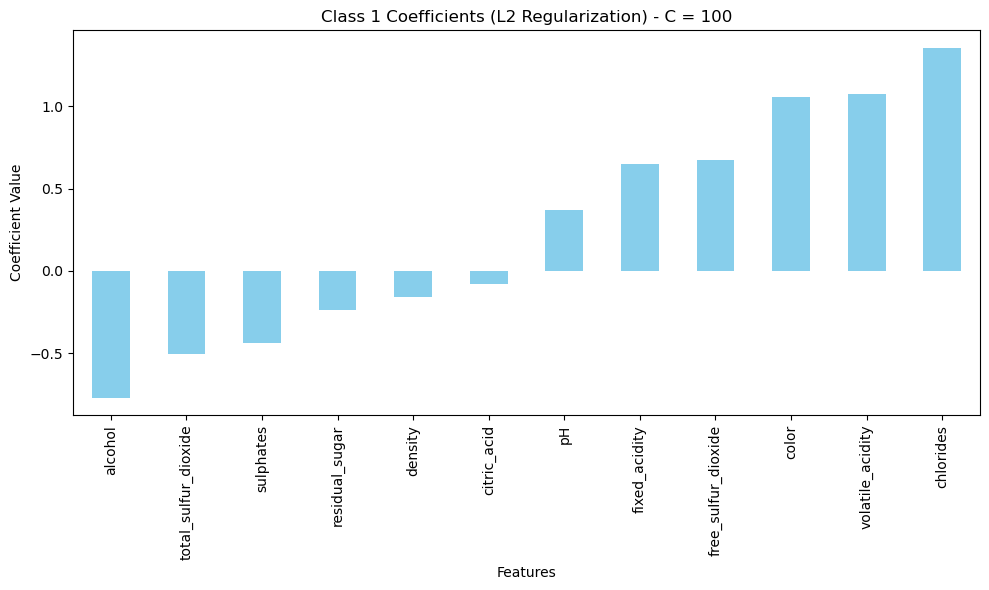 Class 1 Coefficients (L2 Regularization) - C = 100
Coefficient Value
1.0
0.5
0.0
−0.5
alcohol
total_sulfur_dioxide
sulphates
residual_sugar
density
citric_acid
pH
fixed_acidity
free_sulfur_dioxide
color
volatile_acidity
chlorides
Features